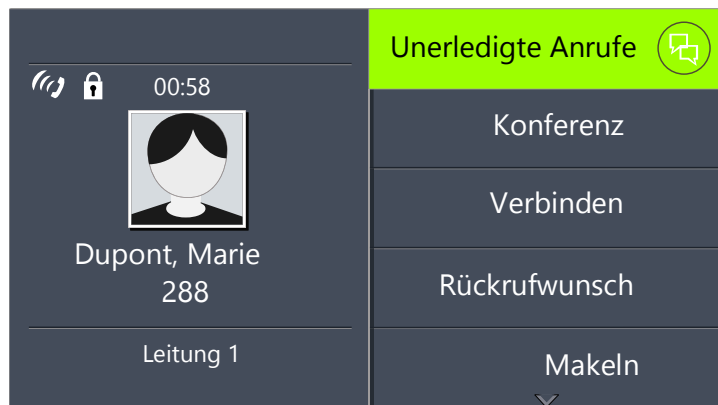 00:58
Dupont, Marie
288
Leitung 1
Unerledigte Anrufe
Konferenz
Verbinden
Rückrufwunsch
Makeln